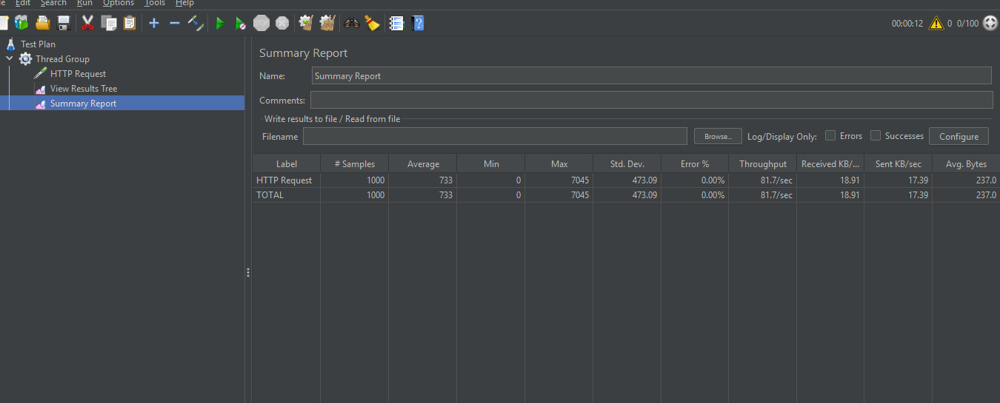 Edit Search Run Options Tools Help
00:00:12 0 0/100
Test Plan
Thread Group
HTTP Request
View Results Tree
Summary Report
Summary Report
Name: Summary Report
Comments:
Write results to file / Read from file
Filename Browse... Log/Display Only: Errors Successes Configure
Label # Samples Average Min Max Std. Dev. Error % Throughput Received KB/... Sent KB/sec Avg. Bytes
HTTP Request 1000 733 0 7045 473.09 0.00% 81.7/sec 18.91 17.39 237.0
TOTAL 1000 733 0 7045 473.09 0.00% 81.7/sec 18.91 17.39 237.0